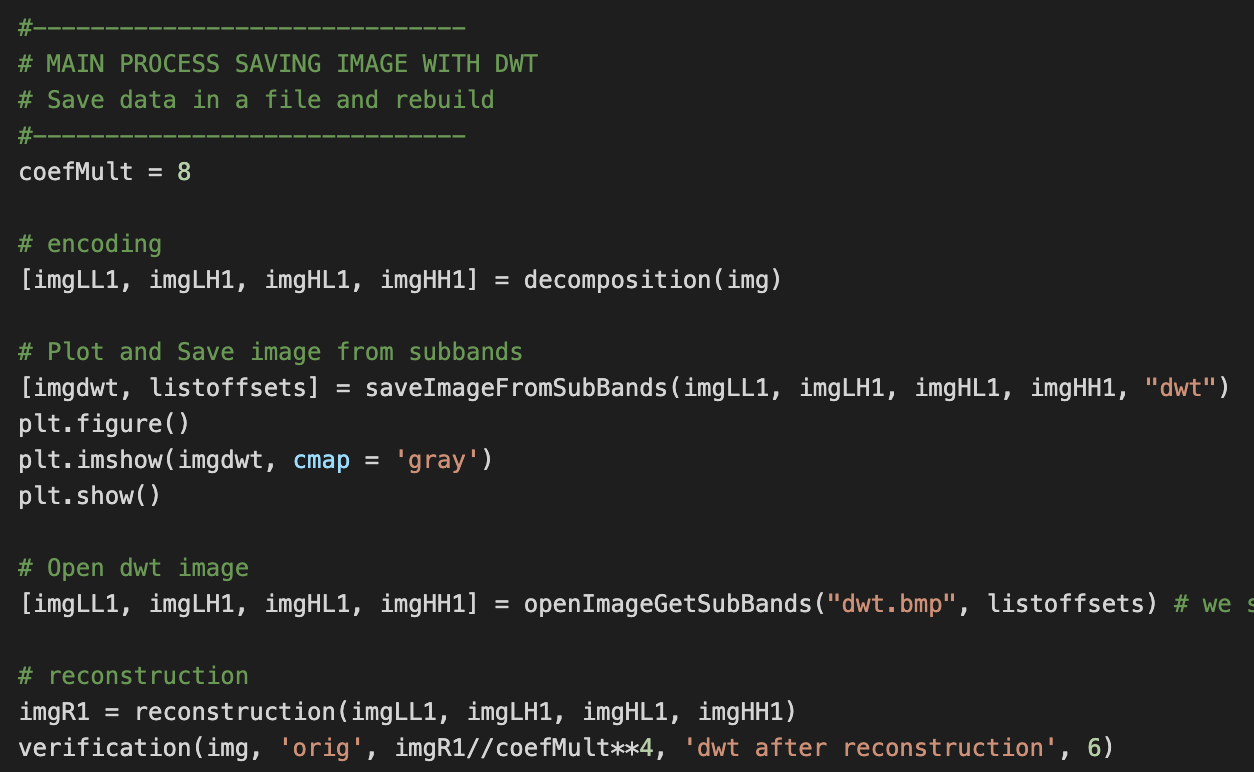 #------------------------------
# MAIN PROCESS SAVING IMAGE WITH DWT
# Save data in a file and rebuild
#------------------------------
coefMult = 8
# encoding
[imgLL1, imgLH1, imgHL1, imgHH1] = decomposition(img)
# Plot and Save image from subbands
[imgdwt, listoffsets] = saveImageFromSubBands(imgLL1, imgLH1, imgHL1, imgHH1, "dwt")
plt.figure()
plt.imshow(imgdwt, cmap = 'gray')
plt.show()
# Open dwt image
[imgLL1, imgLH1, imgHL1, imgHH1] = openImageGetSubBands("dwt.bmp", listoffsets) # we
# reconstruction
imgR1 = reconstruction(imgLL1, imgLH1, imgHL1, imgHH1)
verification(img, 'orig', imgR1//coefMult**4, 'dwt after reconstruction', 6)